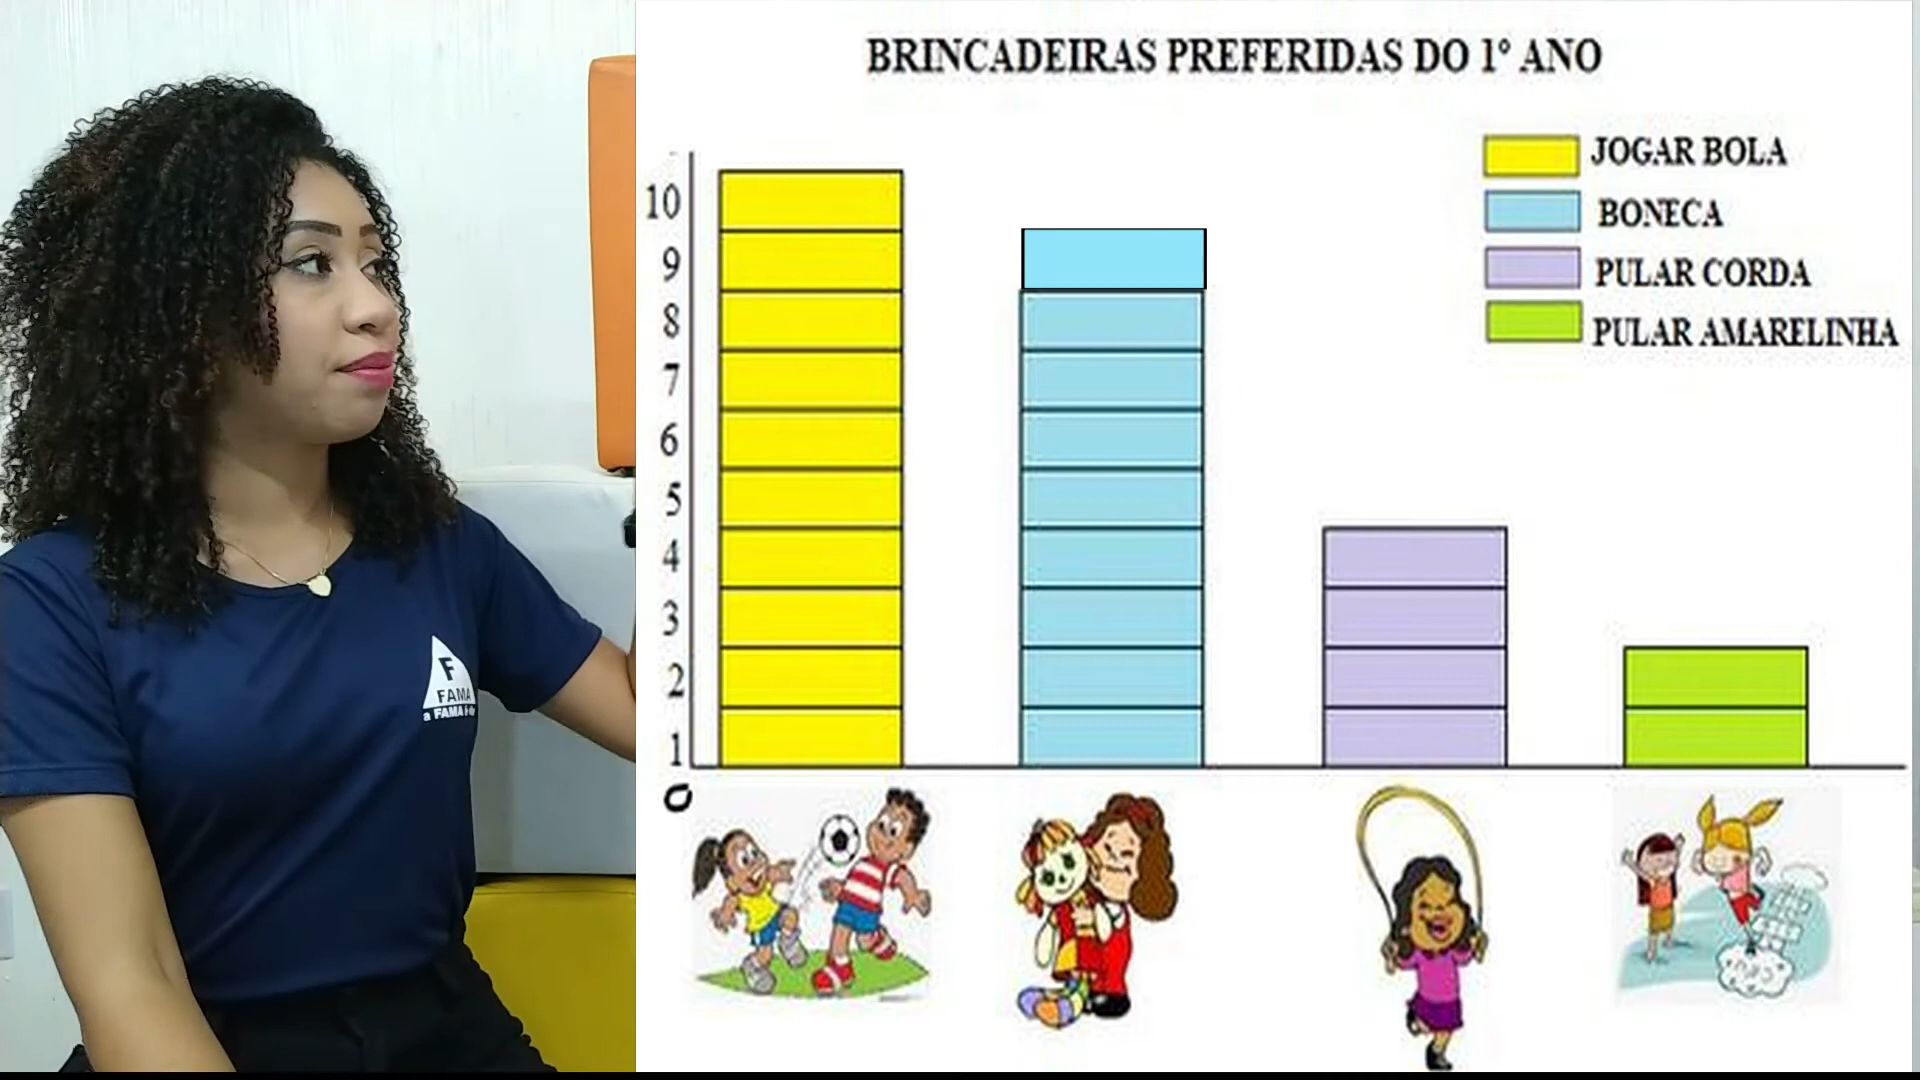 BRINCADEIRAS PREFERIDAS DO 1º ANO
JOGAR BOLA
BONECA
PULAR CORDA
PULAR AMARELINHA
10
9
8
7
6
5
4
3
2
1
0
F
FAMA